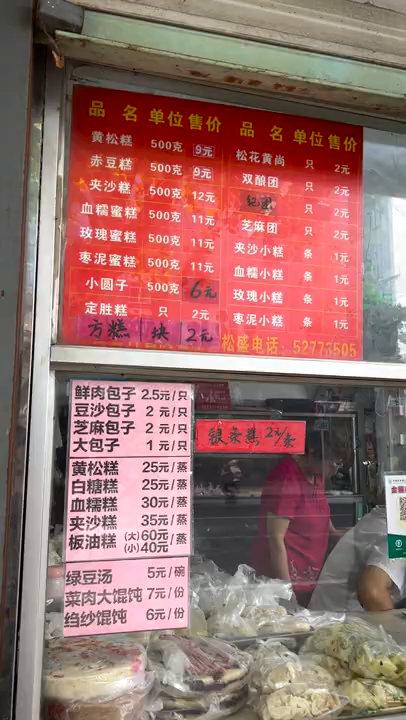 品 名 单位 售价
黄松糕 500克 9元
赤豆糕 500克 9元
夹沙糕 500克 12元
血糯蜜糕 500克 11元
玫瑰蜜糕 500克 11元
枣泥蜜糕 500克 11元
小圆子 500克 6元
定胜糕 只 2元
方糕 块 2元
品 名 单位 售价
松花黄尚 只 2元
双酿团 只 2元
只 2元
芝麻团 只 2元
夹沙小糕 条 1元
血糯小糕 条 1元
玫瑰小糕 条 1元
枣泥小糕 条 1元
松盛电话：52773505
鲜肉包子 2.5元/只
豆沙包子 2元/只
芝麻包子 2元/只
大包子 1元/只
黄松糕 25元/蒸
白糖糕 25元/蒸
血糯糕 30元/蒸
夹沙糕 35元/蒸
板油糕 (大)60元/蒸
(小)40元
绿豆汤 5元/碗
菜肉大馄饨 7元/份
绉纱馄饨 6元/份
银条糕 2元/条